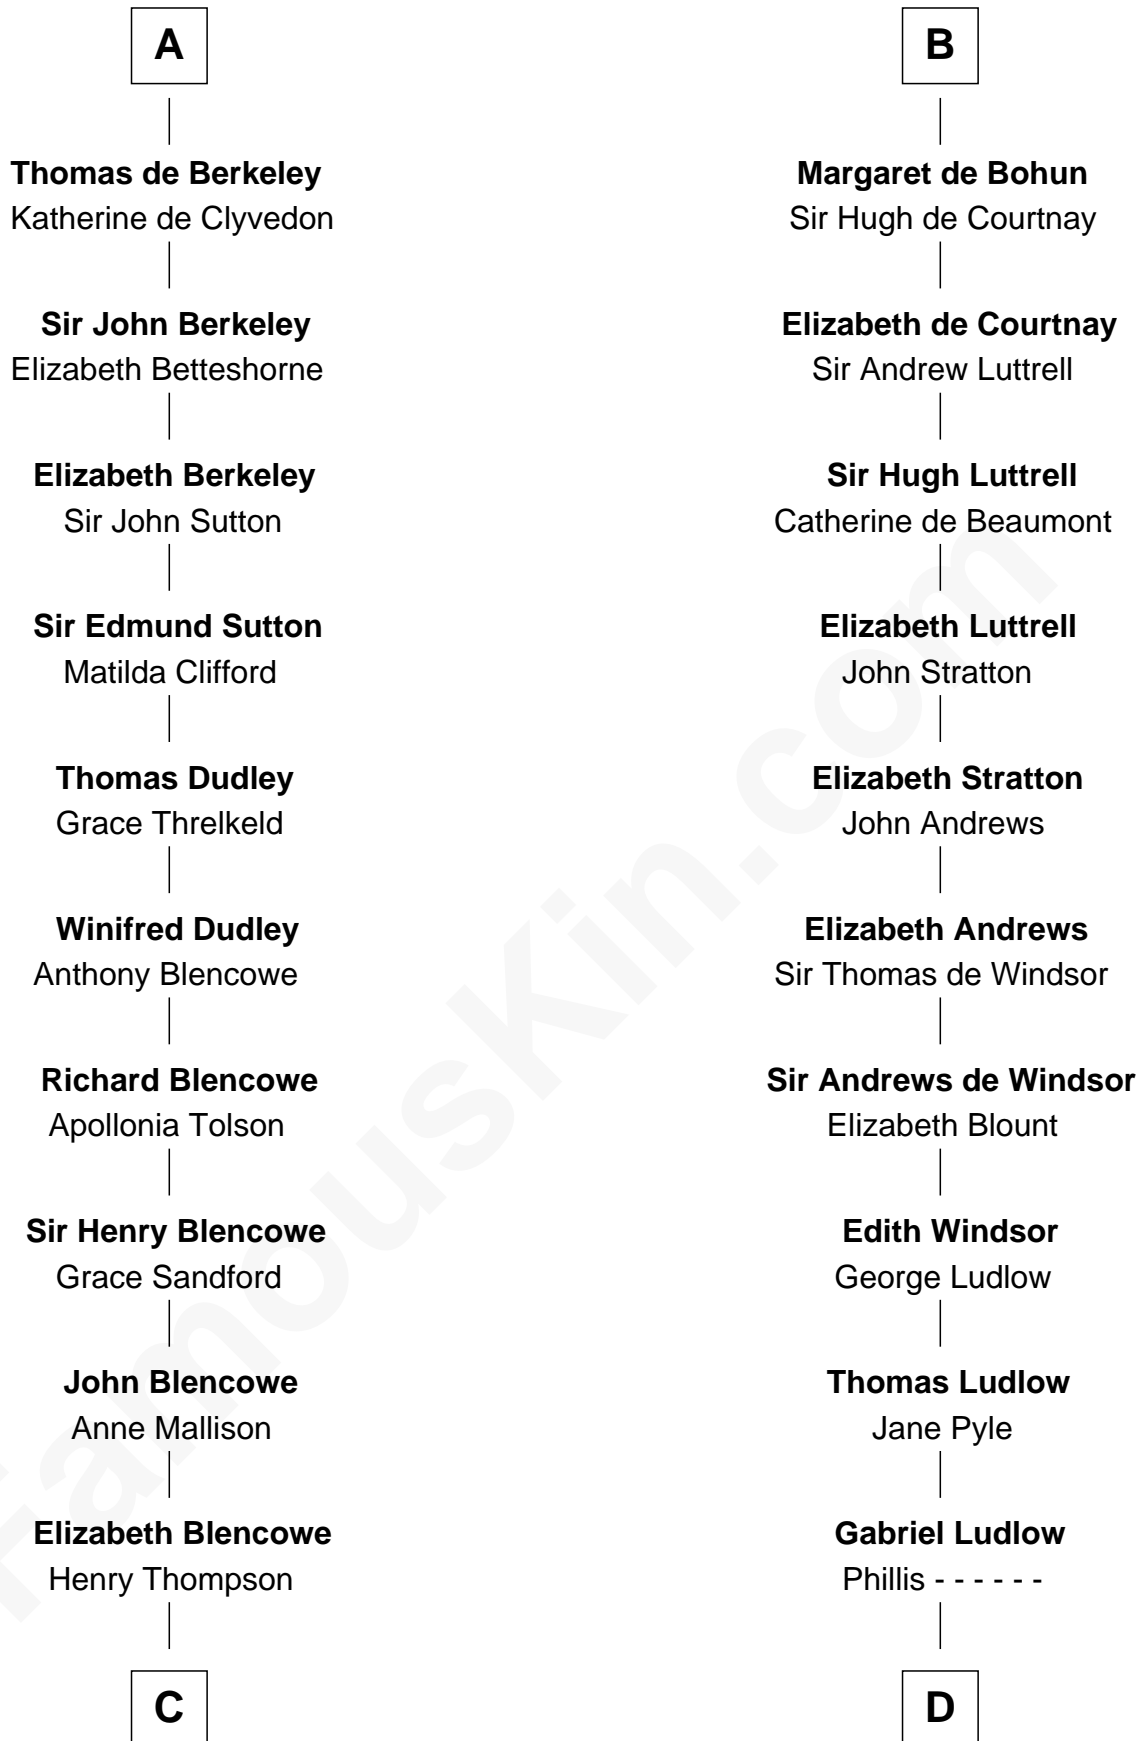 A
Thomas de Berkeley
Katherine de Clyvedon
Sir John Berkeley
Elizabeth Betteshorne
Elizabeth Berkeley
Sir John Sutton
Sir Edmund Sutton
Matilda Clifford
Thomas Dudley
Grace Threlkeld
Winifred Dudley
Anthony Blencowe
Richard Blencowe
Apollonia Tolson
Sir Henry Blencowe
Grace Sandford
John Blencowe
Anne Mallison
Elizabeth Blencowe
Henry Thompson
C
B
Margaret de Bohun
Sir Hugh de Courtnay
Elizabeth de Courtnay
Sir Andrew Luttrell
Sir Hugh Luttrell
Catherine de Beaumont
Elizabeth Luttrell
John Stratton
Elizabeth Stratton
John Andrews
Elizabeth Andrews
Sir Thomas de Windsor
Sir Andrews de Windsor
Elizabeth Blount
Edith Windsor
George Ludlow
Thomas Ludlow
Jane Pyle
Gabriel Ludlow
Phillis - - - - - -
D
FamousKin.com